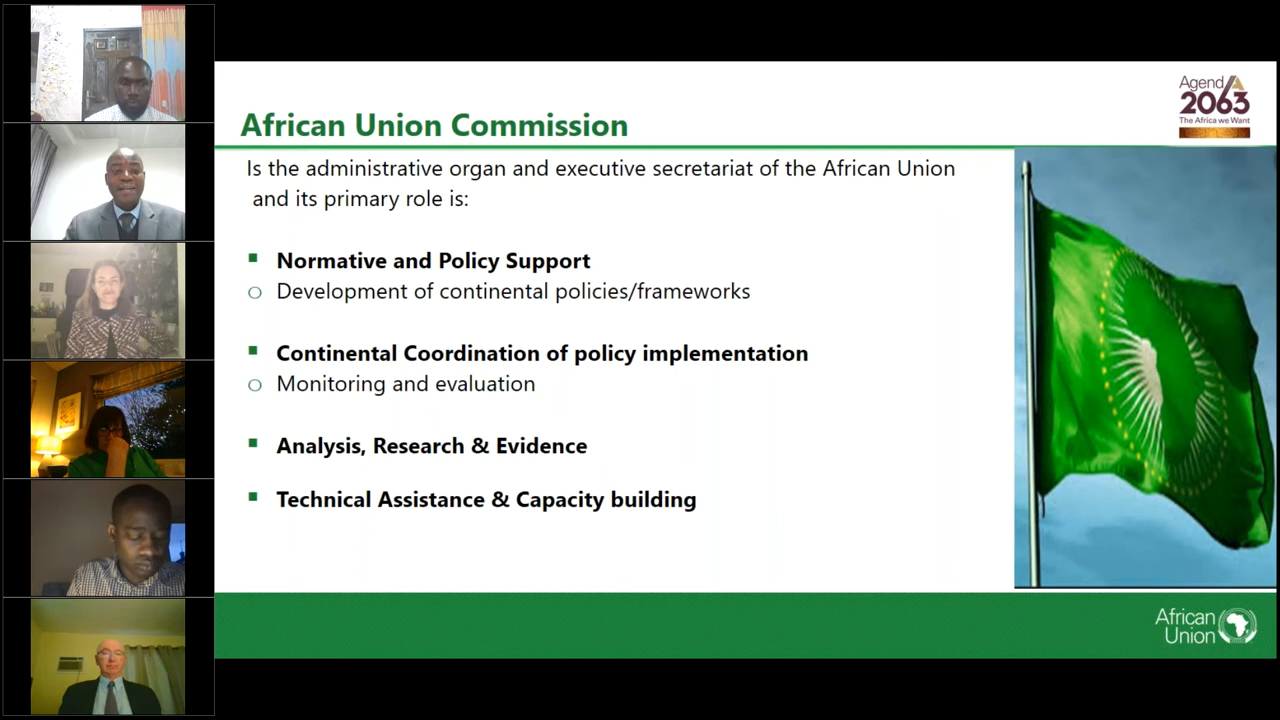 African Union Commission
Agenda
2063
The Africa we Want
Is the administrative organ and executive secretariat of the African Union
and its primary role is:
Normative and Policy Support
Development of continental policies/frameworks
Continental Coordination of policy implementation
Monitoring and evaluation
Analysis, Research & Evidence
Technical Assistance & Capacity building
African
Union